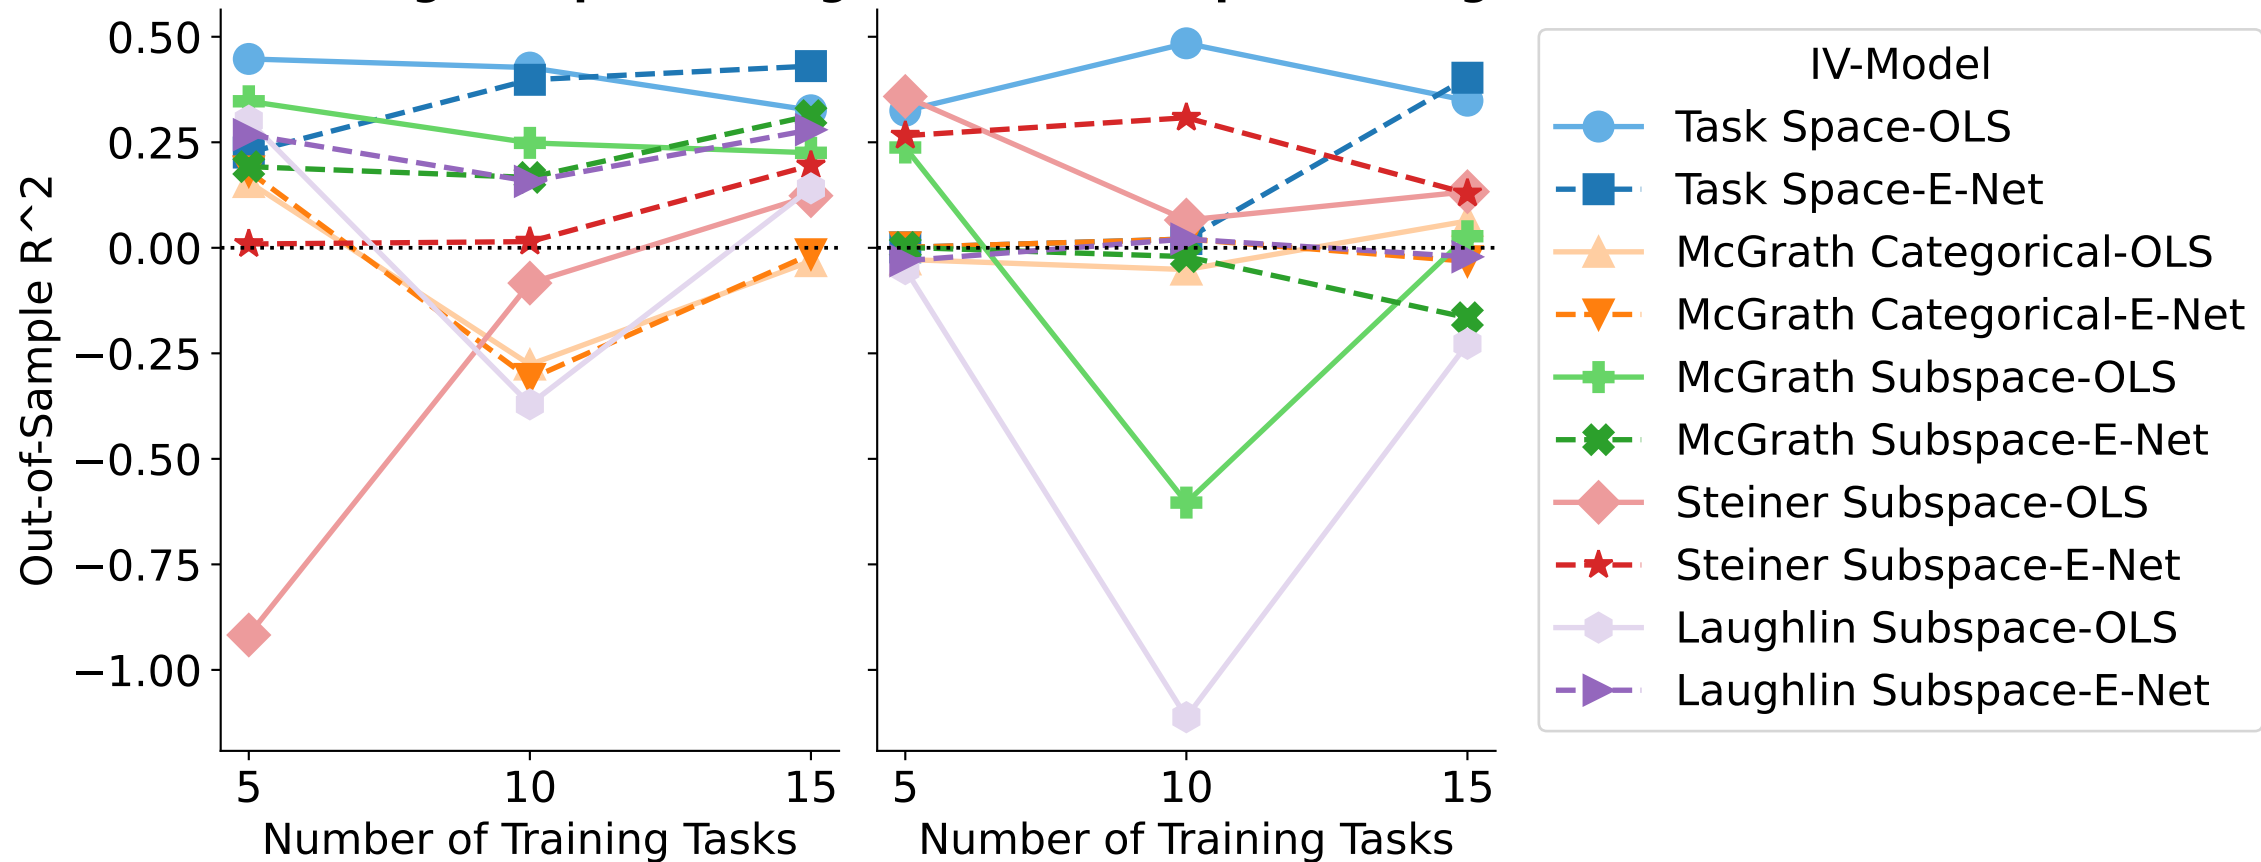 0.50
0.25
0.00
−0.25
−0.50
−0.75
−1.00
Out-of-Sample R^2
5 10 15
Number of Training Tasks
5 10 15
Number of Training Tasks
IV-Model
Task Space-OLS
Task Space-E-Net
McGrath Categorical-OLS
McGrath Categorical-E-Net
McGrath Subspace-OLS
McGrath Subspace-E-Net
Steiner Subspace-OLS
Steiner Subspace-E-Net
Laughlin Subspace-OLS
Laughlin Subspace-E-Net